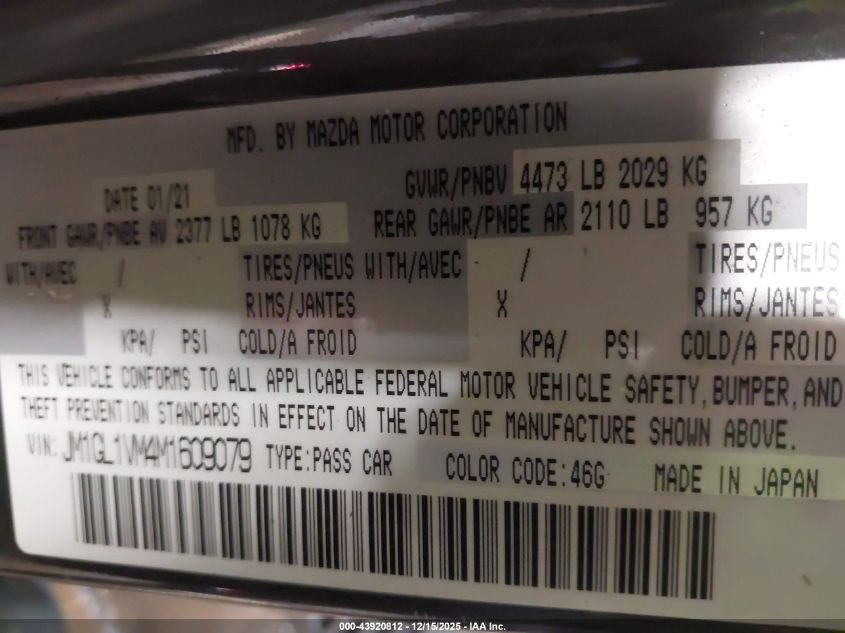 MFD. BY MAZDA MOTOR CORPORATION
DATE 01/21 GVWR/PNBV 4473 LB 2029 KG
FRONT GAWR/PNBE AV 2377 LB 1078 KG REAR GAWR/PNBE AR 2110 LB 957 KG
WITH/AVEC / TIRES/PNEUS WITH/AVEC / TIRES/PNEUS
X RIMS/JANTES X RIMS/JANTES
KPA/ PSI COLD/A FROID KPA/ PSI COLD/A FROID
THIS VEHICLE CONFORMS TO ALL APPLICABLE FEDERAL MOTOR VEHICLE SAFETY, BUMPER, AND
THEFT PREVENTION STANDARDS IN EFFECT ON THE DATE OF MANUFACTURE SHOWN ABOVE.
VIN: JM1GL1VM4M1609079 TYPE:PASS CAR COLOR CODE:46G MADE IN JAPAN
000-43920812 - 12/15/2025 - IAA Inc.